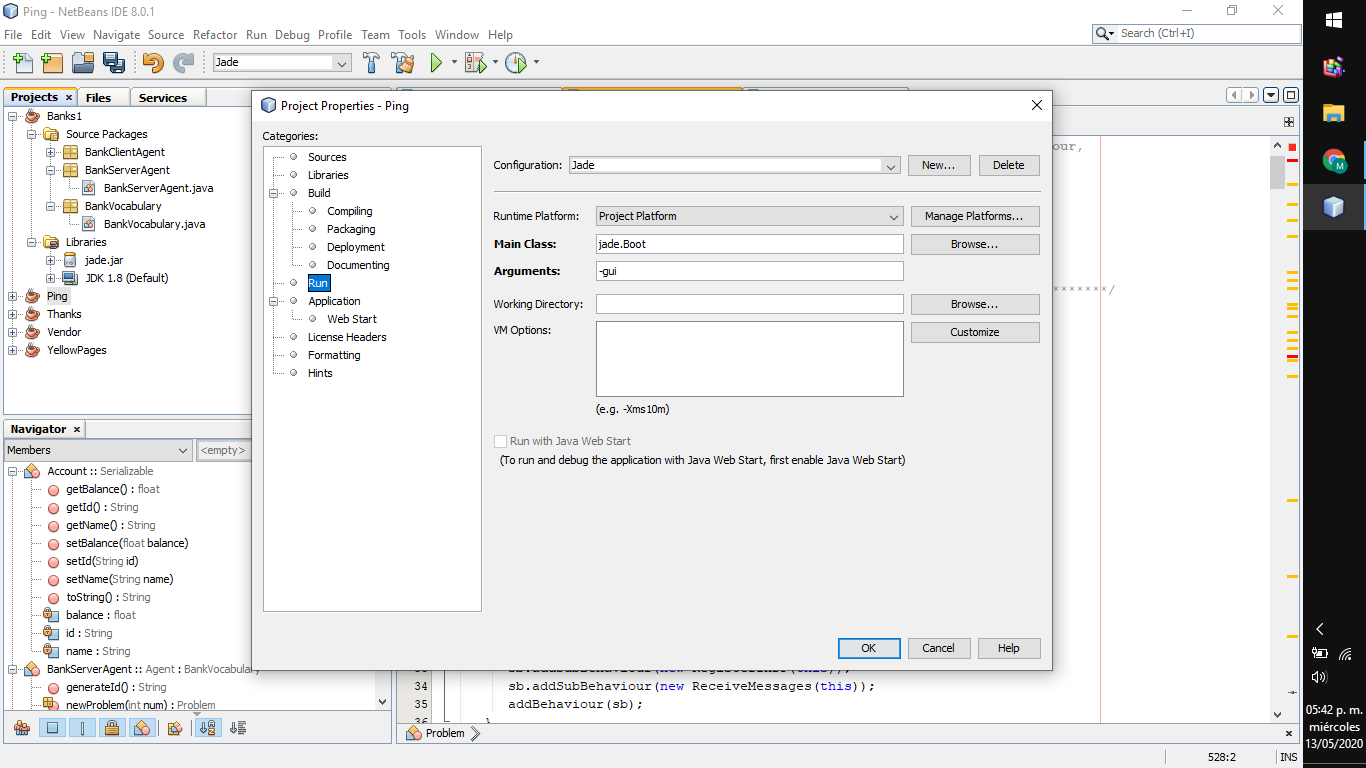 Ping - NetBeans IDE 8.0.1
File Edit View Navigate Source Refactor Run Debug Profile Team Tools Window Help
Search (Ctrl+I)
Jade
Projects × Files Services
Banks1
Source Packages
BankClientAgent
BankServerAgent
BankServerAgent.java
BankVocabulary
BankVocabulary.java
Libraries
jade.jar
JDK 1.8 (Default)
Ping
Thanks
Vendor
YellowPages
Navigator ×
Members
<empty>
Account :: Serializable
getBalance() : float
getId() : String
getName() : String
setBalance(float balance)
setId(String id)
setName(String name)
toString() : String
balance : float
id : String
name : String
BankServerAgent :: Agent : BankVocabulary
generateId() : String
newProblem(int num) : Problem
Project Properties - Ping
Categories:
Sources
Libraries
Build
Compiling
Packaging
Deployment
Documenting
Run
Application
Web Start
License Headers
Formatting
Hints
Configuration: Jade New... Delete
Runtime Platform: Project Platform Manage Platforms...
Main Class: jade.Boot Browse...
Arguments: -gui
Working Directory: Browse...
VM Options: Customize
(e.g. -Xms10m)
Run with Java Web Start
(To run and debug the application with Java Web Start, first enable Java Web Start)
OK Cancel Help
our,
*******/
34 sb.addSubBehaviour(new ReceiveMessages(this));
35 addBehaviour(sb);
36 }
Problem
528:2 INS
M
05:42 p. m.
miércoles
13/05/2020